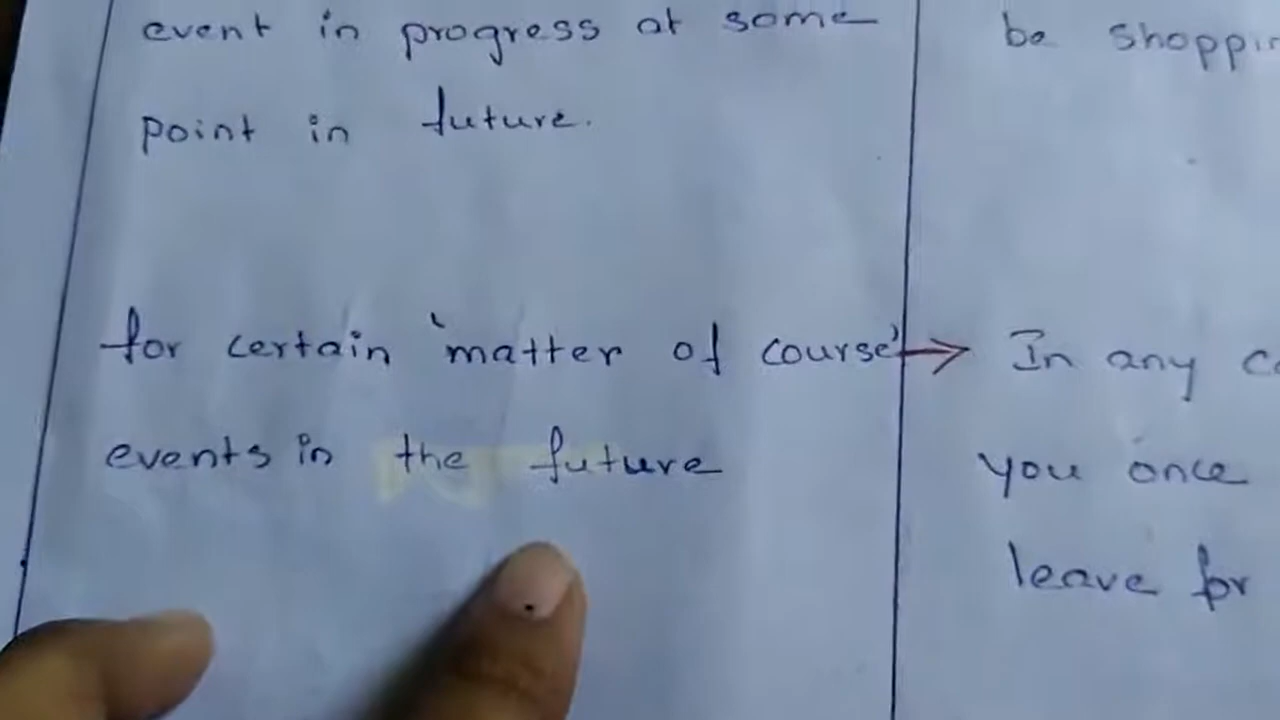 event in progress at some
point in future.
for certain 'matter of course'
events in the future
be
In any
you once
leave for